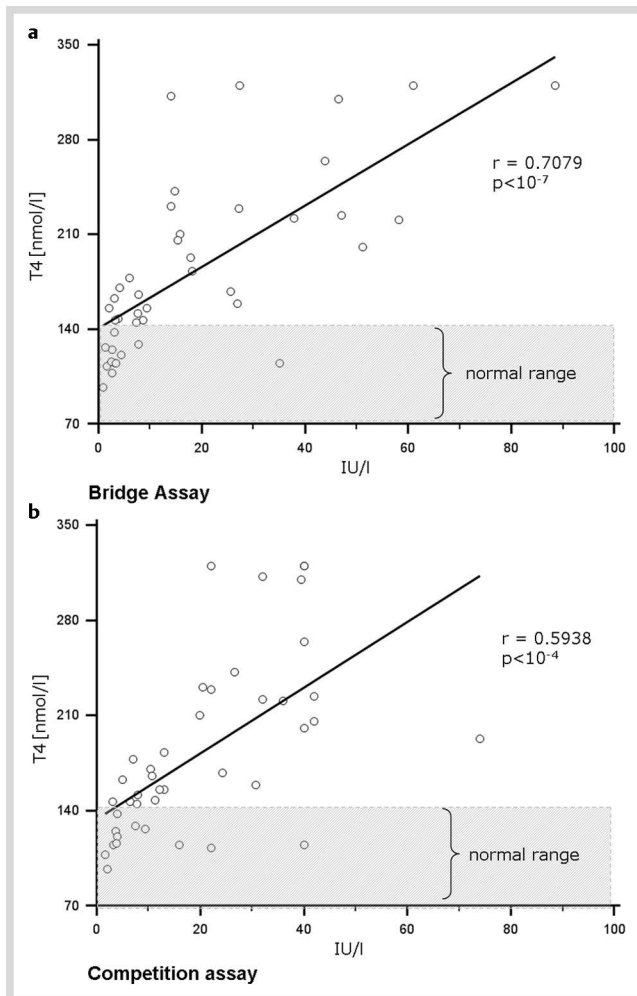 a
350
280
210
140
70
T4 [nmol/l]
r = 0.7079
p<10⁻⁷
normal range
0 20 40 60 80 100
IU/l
Bridge Assay
b
350
280
210
140
70
T4 [nmol/l]
r = 0.5938
p<10⁻⁴
normal range
0 20 40 60 80 100
IU/l
Competition assay